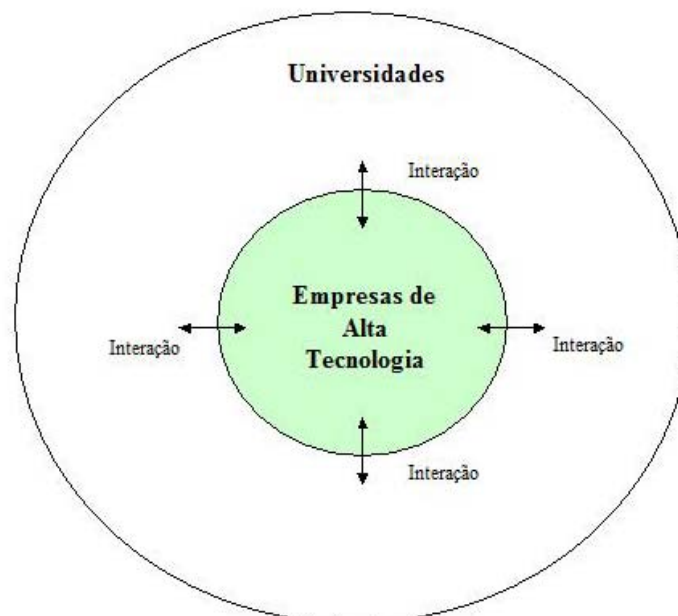 Universidades
Interação
Empresas de
Alta
Tecnologia
Interação
Interação
Interação